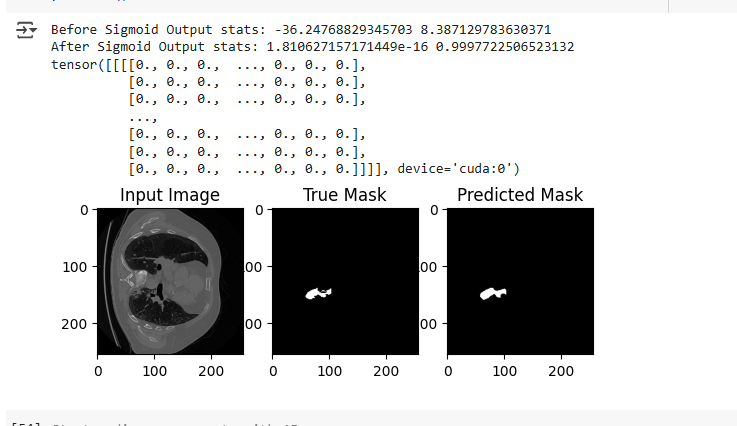 Before Sigmoid Output stats: -36.24768829345703 8.387129783630371
After Sigmoid Output stats: 1.810627157171449e-16 0.9997722506523132
tensor([[[[0., 0., 0.,  ..., 0., 0., 0.],
[0., 0., 0.,  ..., 0., 0., 0.],
[0., 0., 0.,  ..., 0., 0., 0.],
...,
[0., 0., 0.,  ..., 0., 0., 0.],
[0., 0., 0.,  ..., 0., 0., 0.],
[0., 0., 0.,  ..., 0., 0., 0.]]]], device='cuda:0')
Input Image True Mask Predicted Mask
0 0 0
100 00 00
200 00 00
0 100 200 0 100 200 0 100 200